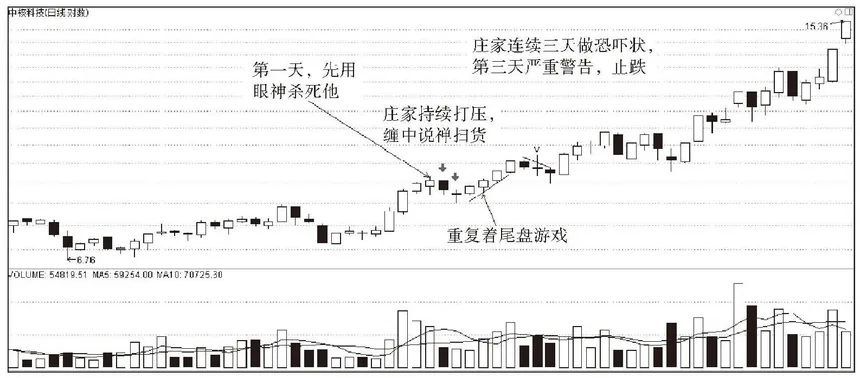 中核科技(日线.对数)
15.36
庄家连续三天做恐吓状，
第三天严重警告，止跌
第一天，先用
眼神杀死他
庄家持续打压，
缠中说禅扫货
V
重复着尾盘游戏
←6.76
VOLUME: 54819.51 MA5: 59254.00 MA10: 70725.30